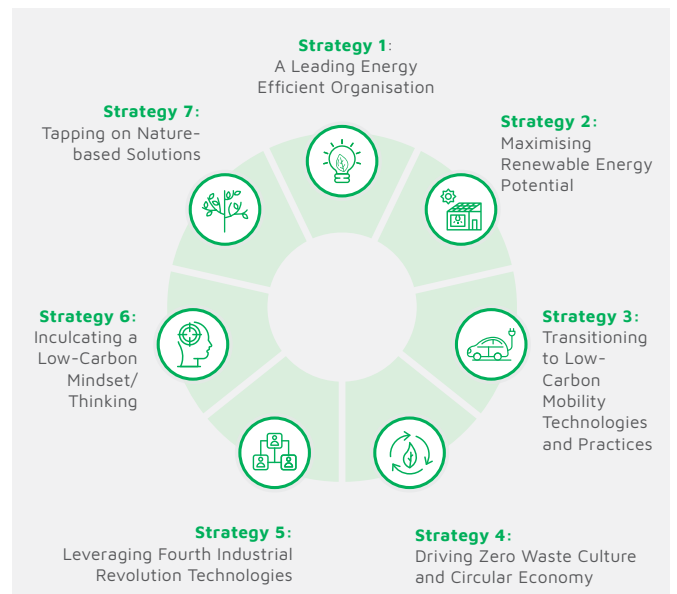 Strategy 1:
A Leading Energy
Efficient Organisation
Strategy 2:
Maximising
Renewable Energy
Potential
Strategy 3:
Transitioning
to Low-
Carbon
Mobility
Technologies
and Practices
Strategy 4:
Driving Zero Waste Culture
and Circular Economy
Strategy 5:
Leveraging Fourth Industrial
Revolution Technologies
Strategy 6:
Inculcating a
Low-Carbon
Mindset/
Thinking
Strategy 7:
Tapping on Nature-
based Solutions